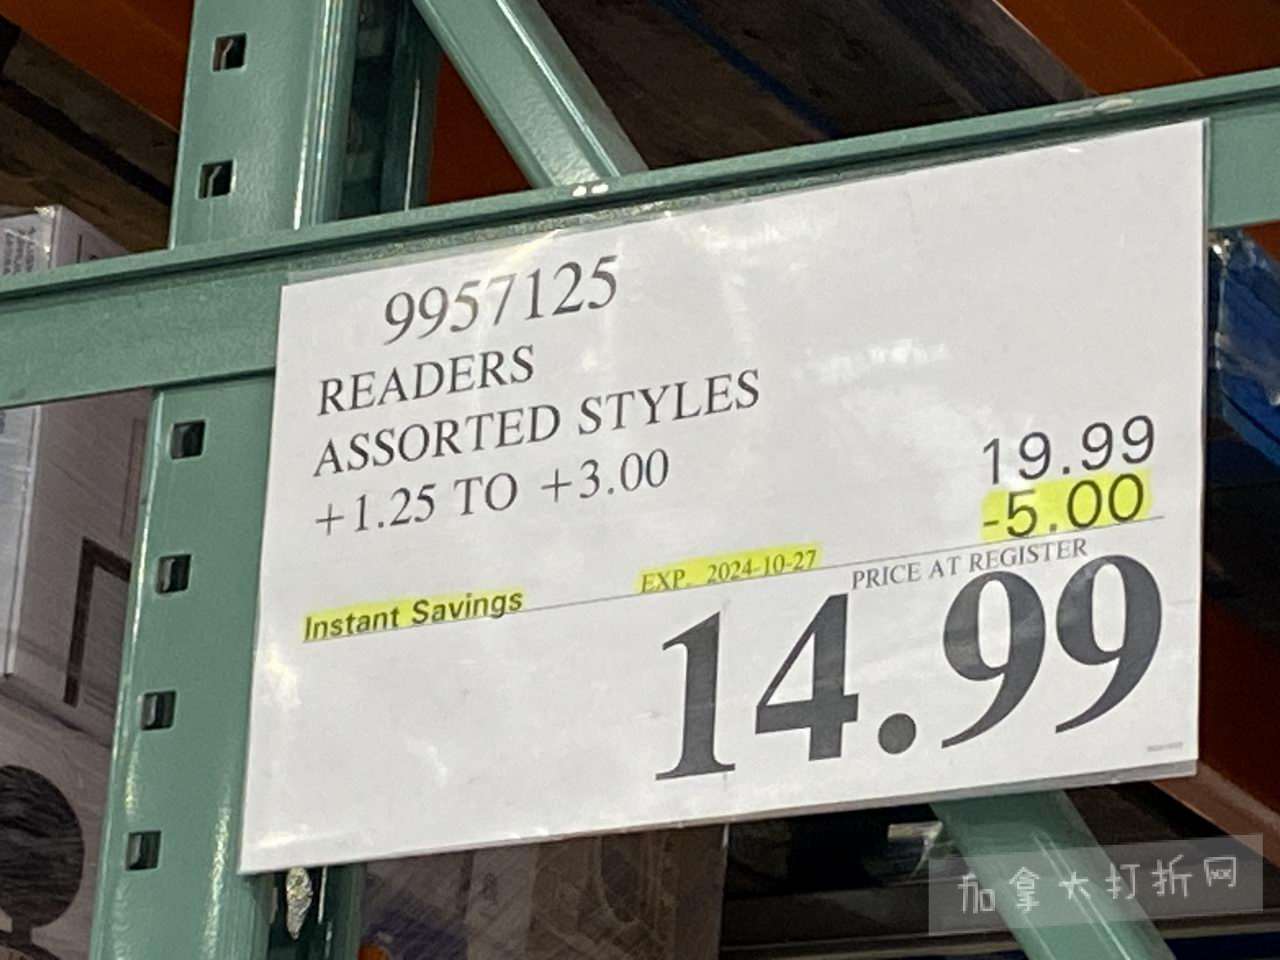 9957125
READERS
ASSORTED STYLES
+1.25 TO +3.00
19.99
-5.00
Instant Savings
EXP. 2024-10-27
PRICE AT REGISTER
14.99
加拿大打折网